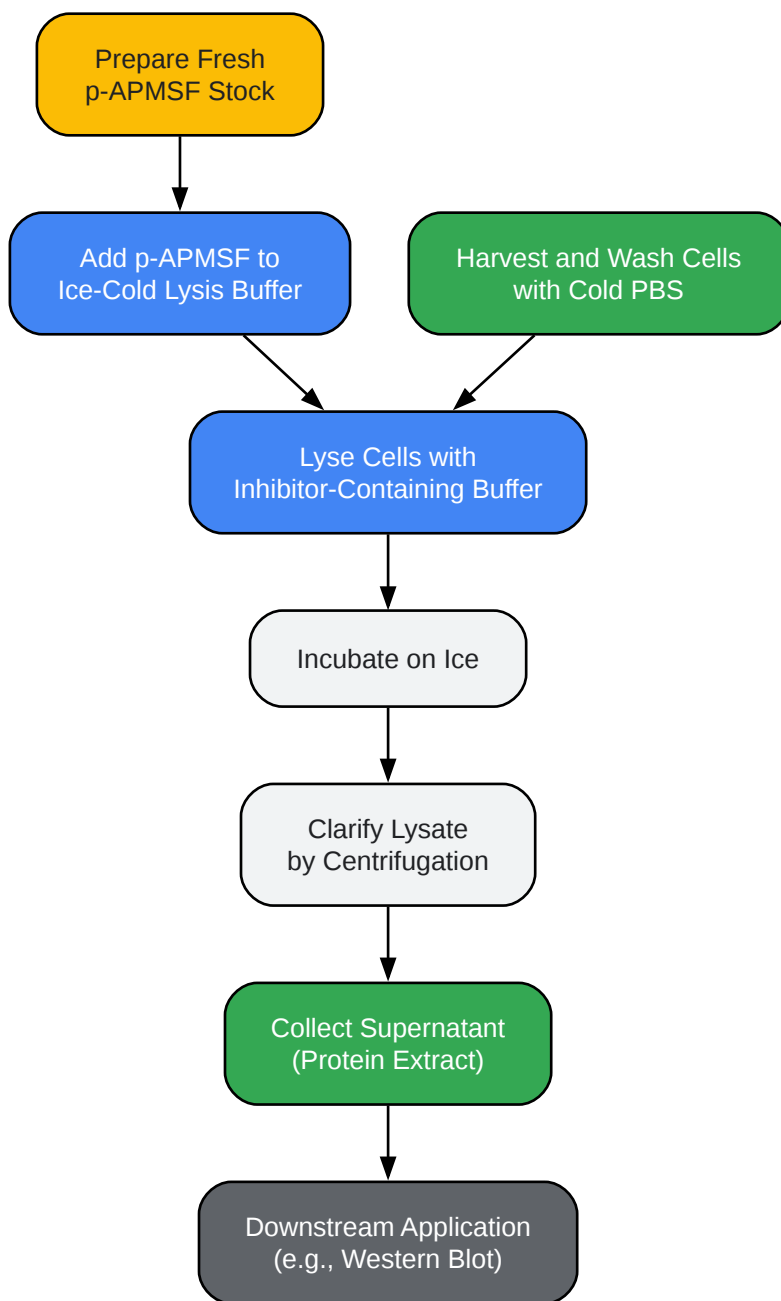 Prepare Fresh
p-APMSF Stock
Add p-APMSF to
Ice-Cold Lysis Buffer
Harvest and Wash Cells
with Cold PBS
Lyse Cells with
Inhibitor-Containing Buffer
Incubate on Ice
Clarify Lysate
by Centrifugation
Collect Supernatant
(Protein Extract)
Downstream Application
(e.g., Western Blot)